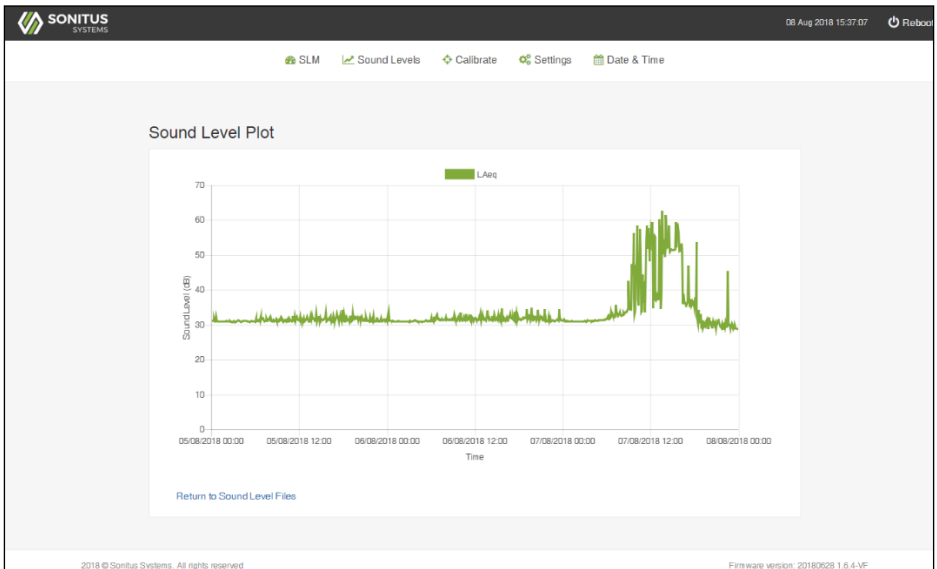 SONITUS
SYSTEMS
08 Aug 2018 15:37:07 Reboot
SLM Sound Levels Calibrate Settings Date & Time
Sound Level Plot
LAeq
70
60
50
40
30
20
10
0
Sound Level (dB)
05/08/2018 00:00 05/08/2018 12:00 06/08/2018 00:00 06/08/2018 12:00 07/08/2018 00:00 07/08/2018 12:00 08/08/2018 00:00
Time
Return to Sound Level Files
2018 © Sonitus Systems. All rights reserved Firmware version: 20180628 1.6.4-VF